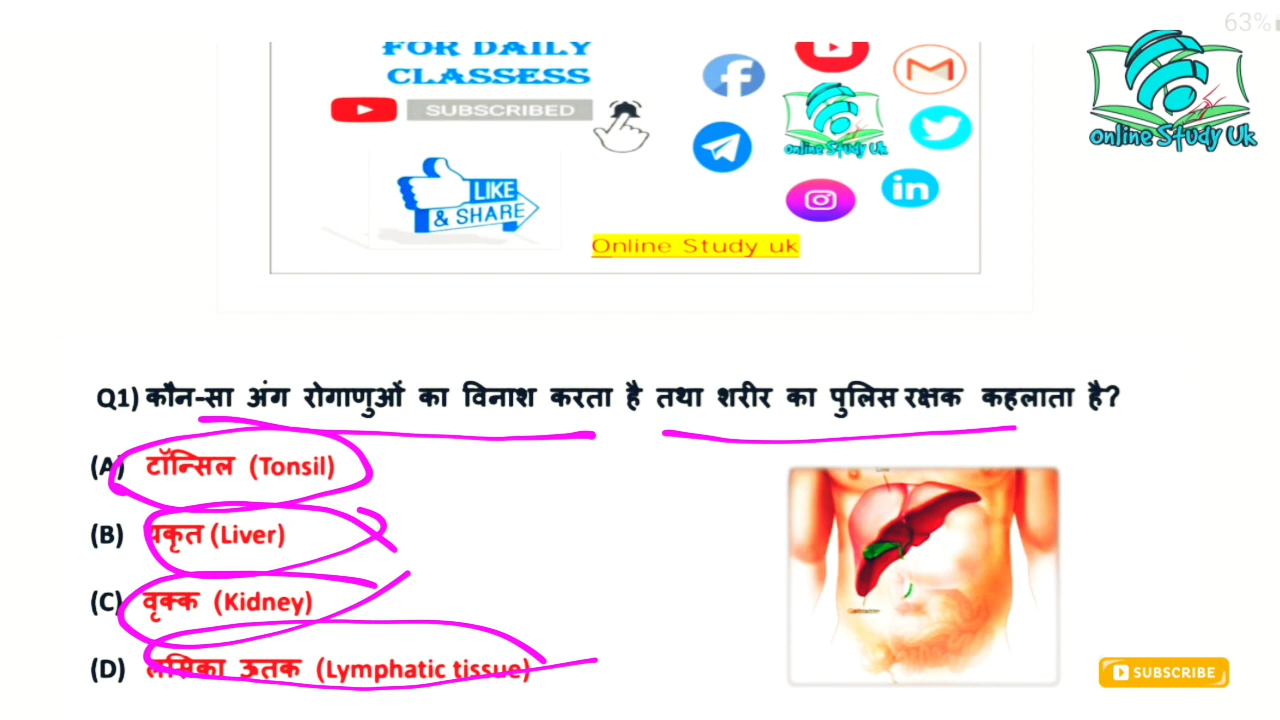 63%
FOR DAILY
CLASSESS
SUBSCRIBED
LIKE
& SHARE
Online Study Uk
Online Study uk
Online Study Uk
Q1) कौन-सा अंग रोगाणुओं का विनाश करता है तथा शरीर का पुलिस रक्षक कहलाता है?
(A) टॉन्सिल (Tonsil)
(B) यकृत (Liver)
(C) वृक्क (Kidney)
(D) लसिका ऊतक (Lymphatic tissue)
SUBSCRIBE